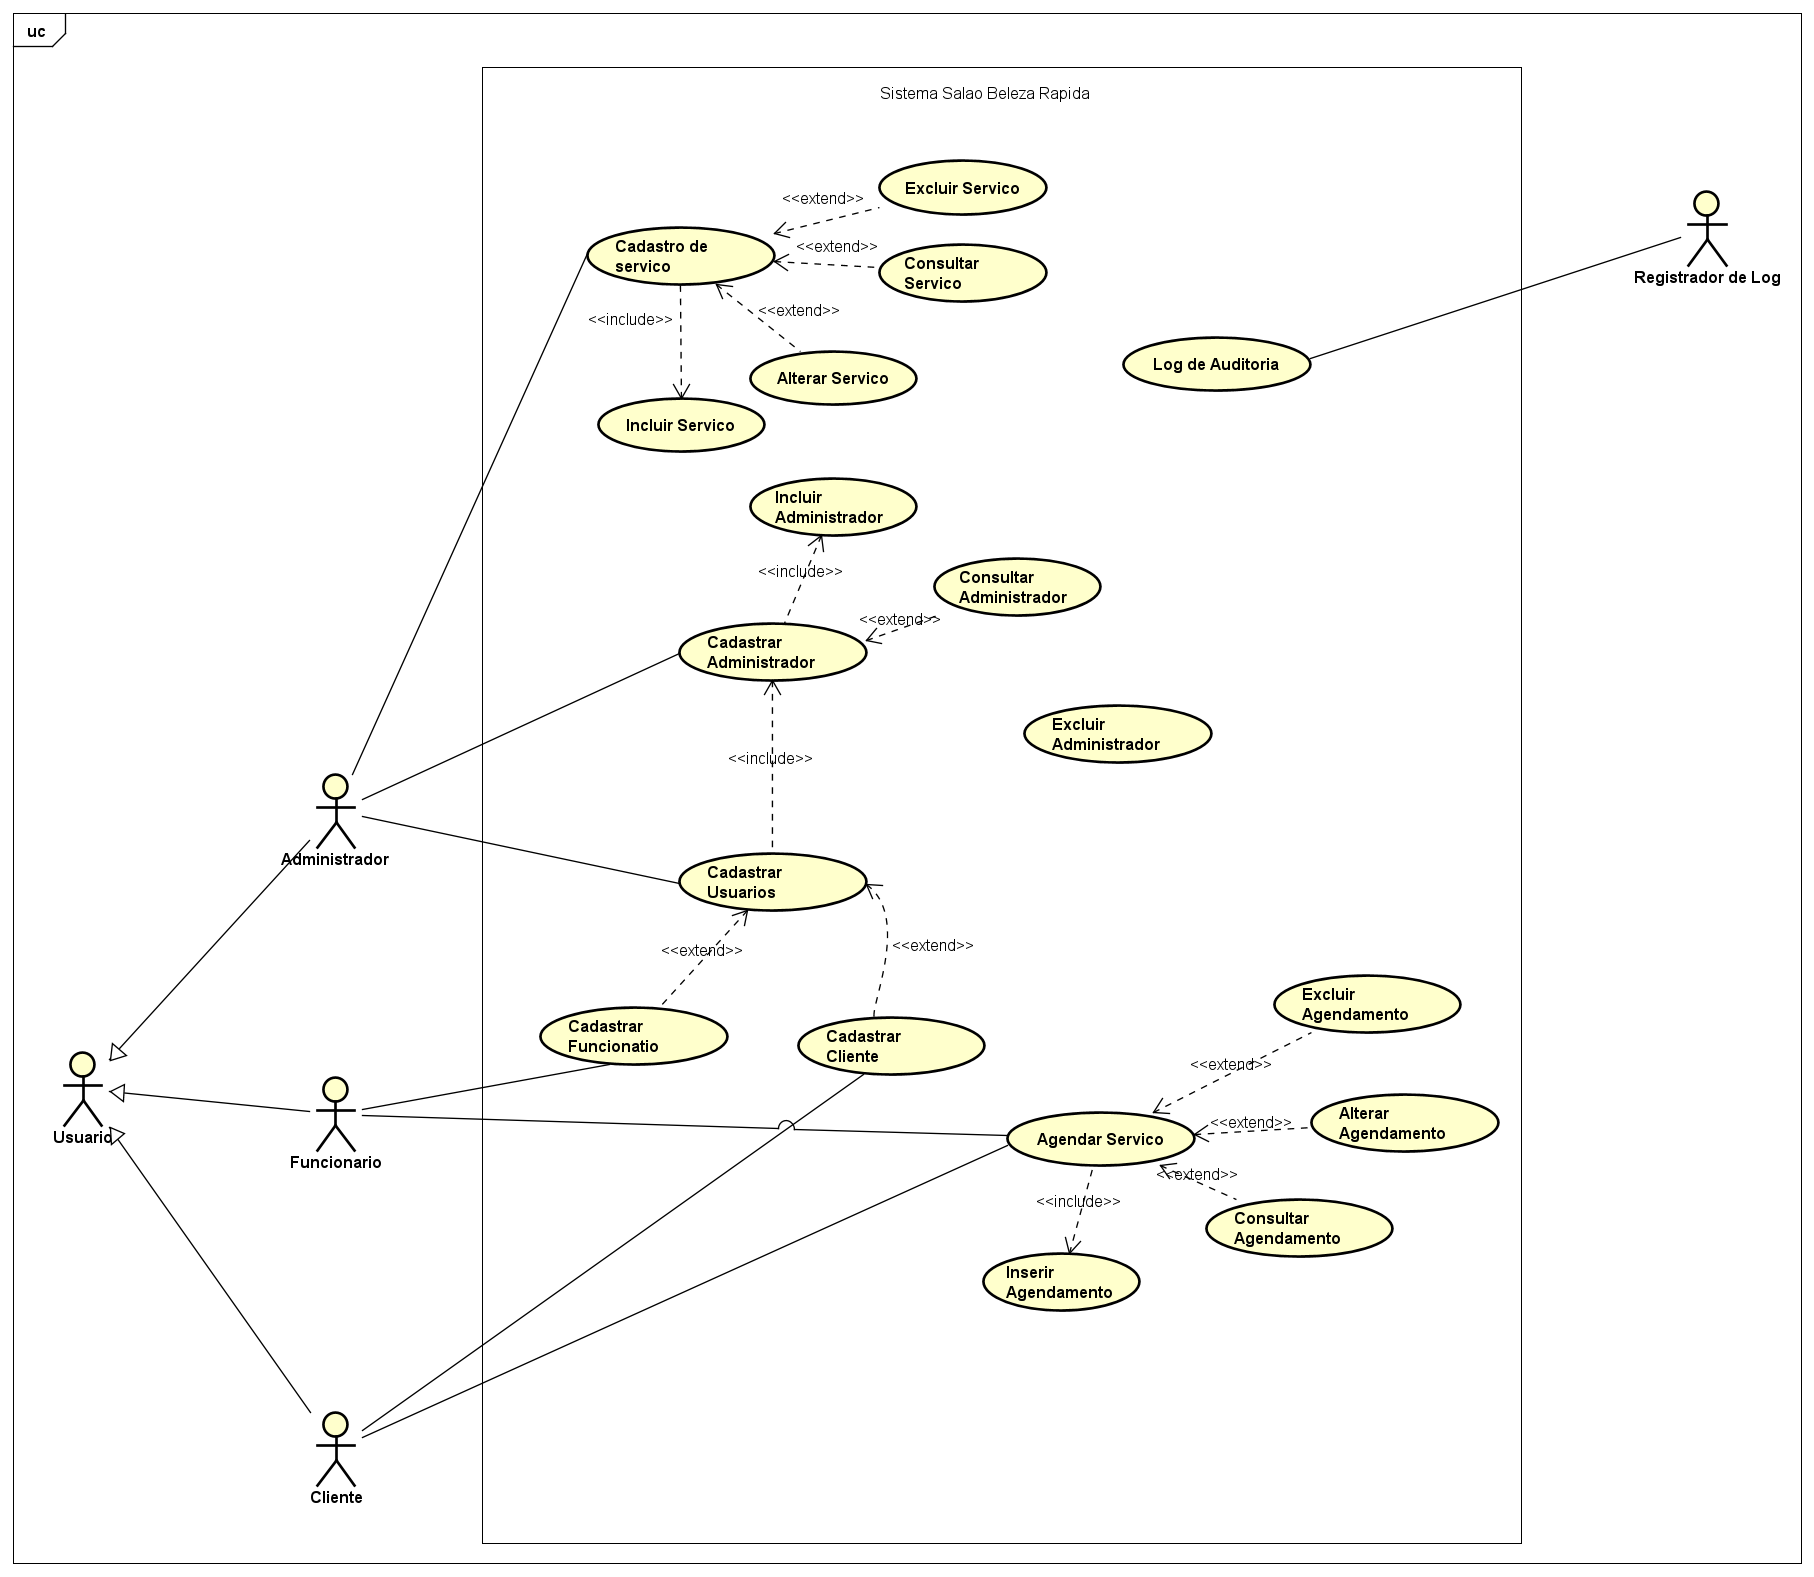 uc
Sistema Salao Beleza Rapida
Excluir Servico
<<extend>>
Cadastro de
servico
<<extend>>
Consultar
Servico
<<include>>
<<extend>>
Alterar Servico
Incluir Servico
Registrador de Log
Log de Auditoria
Incluir
Administrador
<<include>>
Consultar
Administrador
<<extend>>
Cadastrar
Administrador
Excluir
Administrador
<<include>>
Administrador
Cadastrar
Usuarios
<<extend>>
<<extend>>
Cadastrar
Funcionatio
Cadastrar
Cliente
Excluir
Agendamento
<<extend>>
Usuario
Funcionario
Agendar Servico
<<extend>>
Alterar
Agendamento
<<extend>>
<<include>>
Consultar
Agendamento
Inserir
Agendamento
Cliente